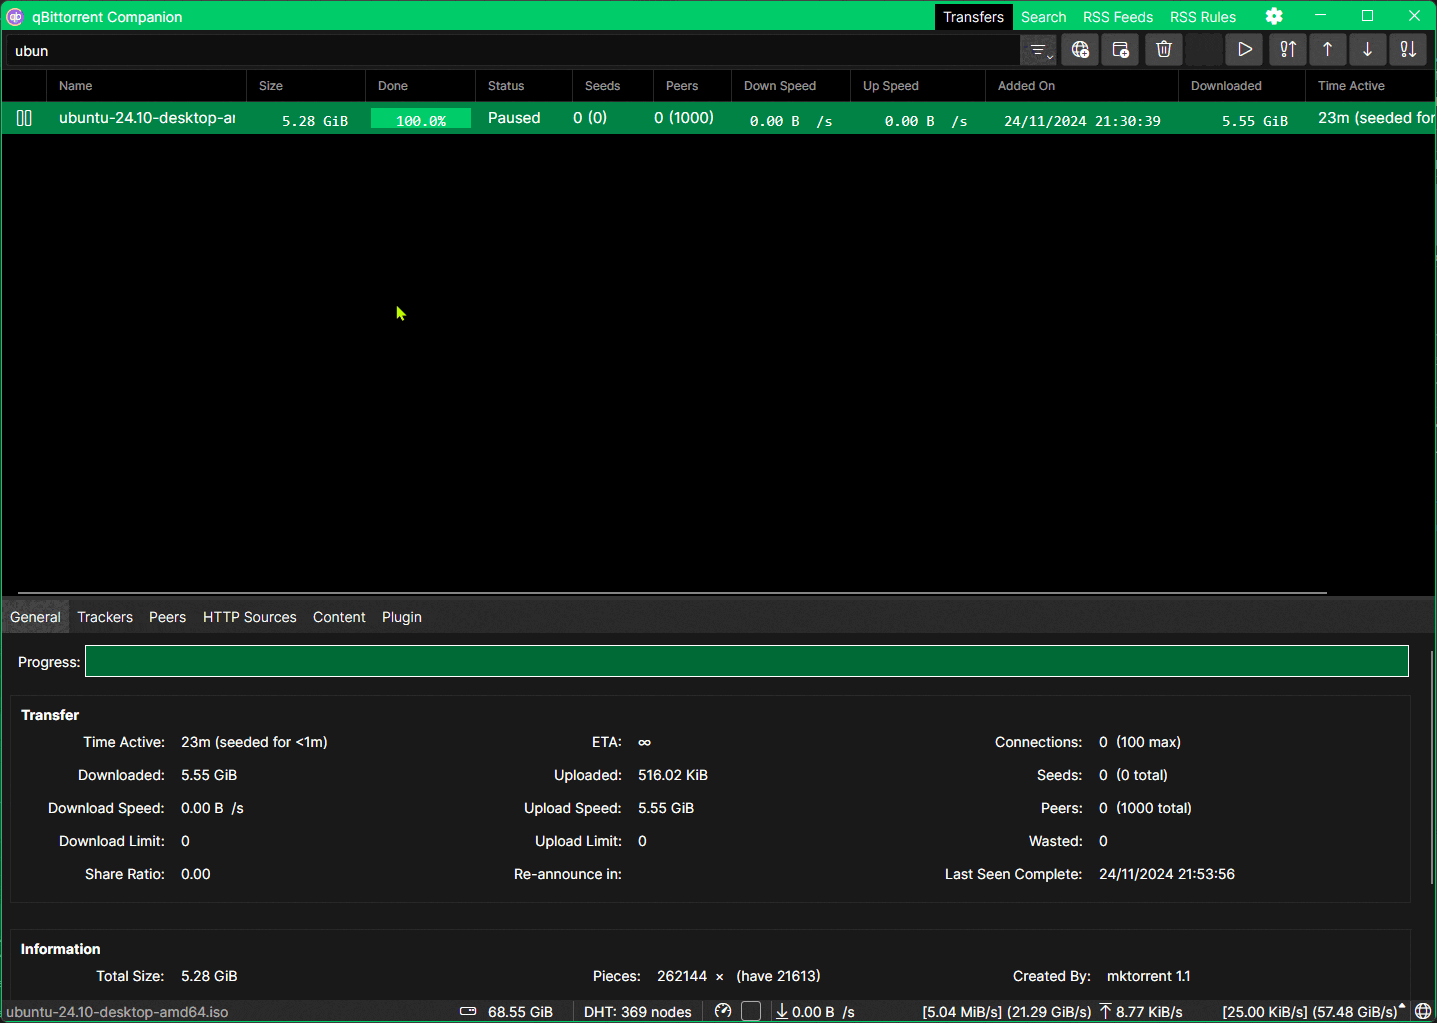 qBittorrent Companion Transfers Search RSS Feeds RSS Rules
ubun
Name Size Done Status Seeds Peers Down Speed Up Speed Added On Downloaded Time Active
ubuntu-24.10-desktop-ar 5.28 GiB 100.0% Paused 0 (0) 0 (1000) 0.00 B /s 0.00 B /s 24/11/2024 21:30:39 5.55 GiB 23m (seeded for
General Trackers Peers HTTP Sources Content Plugin
Progress:
Transfer
Time Active: 23m (seeded for <1m) ETA: ∞ Connections: 0 (100 max)
Downloaded: 5.55 GiB Uploaded: 516.02 KiB Seeds: 0 (0 total)
Download Speed: 0.00 B /s Upload Speed: 5.55 GiB Peers: 0 (1000 total)
Download Limit: 0 Upload Limit: 0 Wasted: 0
Share Ratio: 0.00 Re-announce in: Last Seen Complete: 24/11/2024 21:53:56
Information
Total Size: 5.28 GiB Pieces: 262144 × (have 21613) Created By: mktorrent 1.1
ubuntu-24.10-desktop-amd64.iso 68.55 GiB DHT: 369 nodes 0.00 B /s [5.04 MiB/s] (21.29 GiB/s) 8.77 KiB/s [25.00 KiB/s] (57.48 GiB/s)